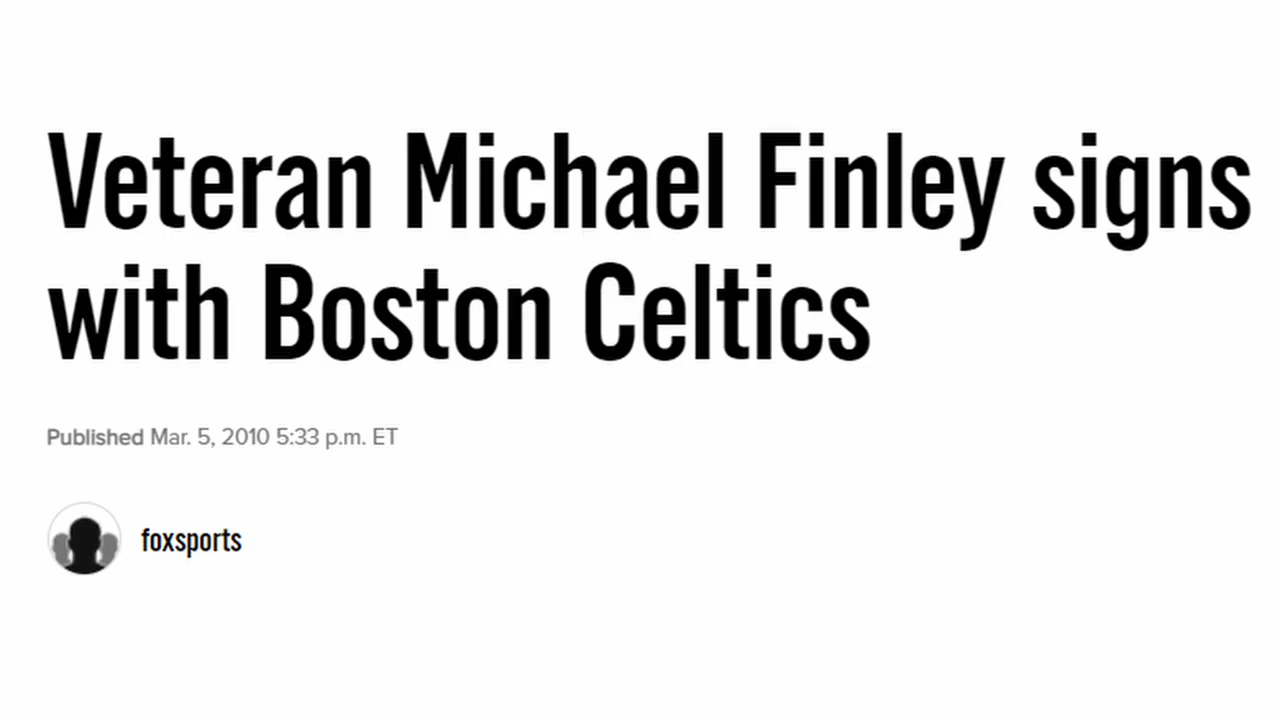 Veteran Michael Finley signs
with Boston Celtics
Published Mar. 5, 2010 5:33 p.m. ET
foxsports